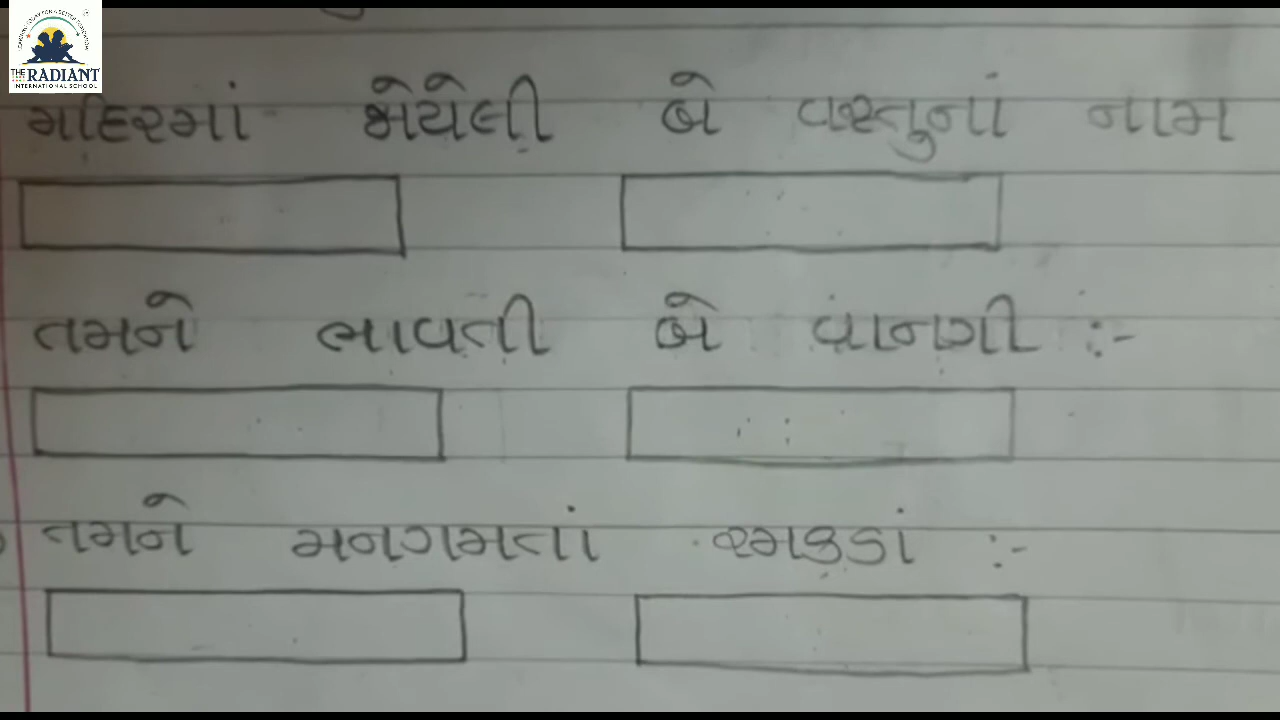 THE RADIANT
INTERNATIONAL SCHOOL
મંદિરમાં જોયેલી બે વસ્તુનાં નામ
તમને ભાવતી બે વાનગી :-
તમને મનગમતાં રમકડાં :-